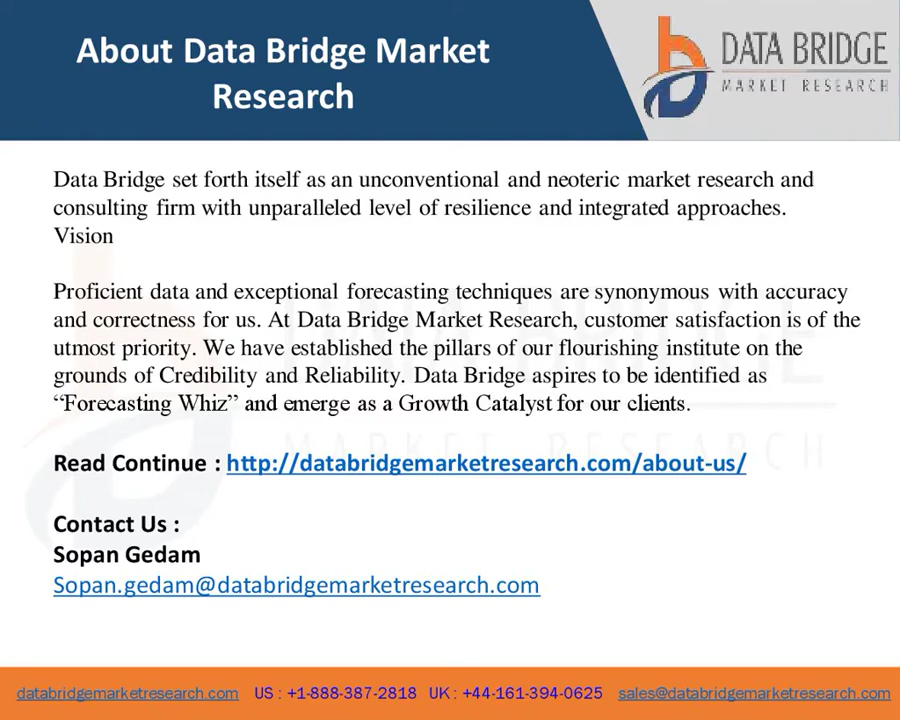 About Data Bridge Market
Research
DATA BRIDGE
MARKET RESEARCH
Data Bridge set forth itself as an unconventional and neoteric market research and
consulting firm with unparalleled level of resilience and integrated approaches.
Vision
Proficient data and exceptional forecasting techniques are synonymous with accuracy
and correctness for us. At Data Bridge Market Research, customer satisfaction is of the
utmost priority. We have established the pillars of our flourishing institute on the
grounds of Credibility and Reliability. Data Bridge aspires to be identified as
“Forecasting Whiz” and emerge as a Growth Catalyst for our clients.
Read Continue : http://databridgemarketresearch.com/about-us/
Contact Us :
Sopan Gedam
Sopan.gedam@databridgemarketresearch.com
databridgemarketresearch.com US : +1-888-387-2818 UK : +44-161-394-0625 sales@databridgemarketresearch.com